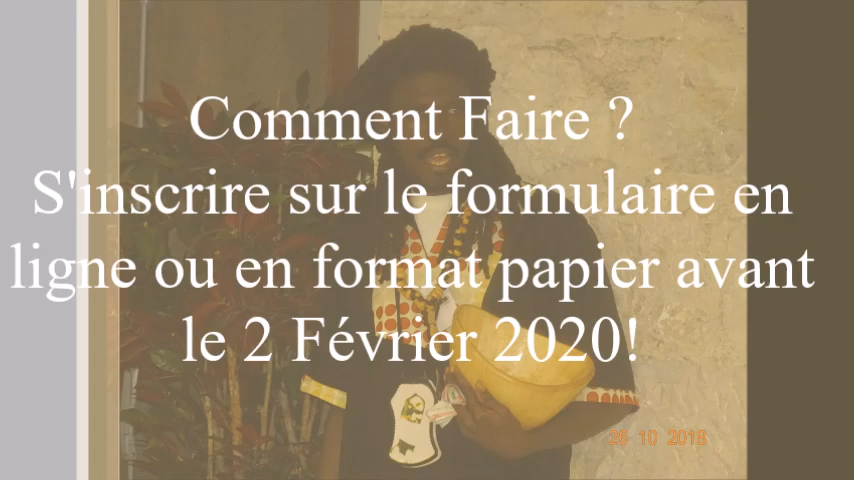 Comment Faire ?
S'inscrire sur le formulaire en
ligne ou en format papier avant
le 2 Février 2020!
26 10 2018